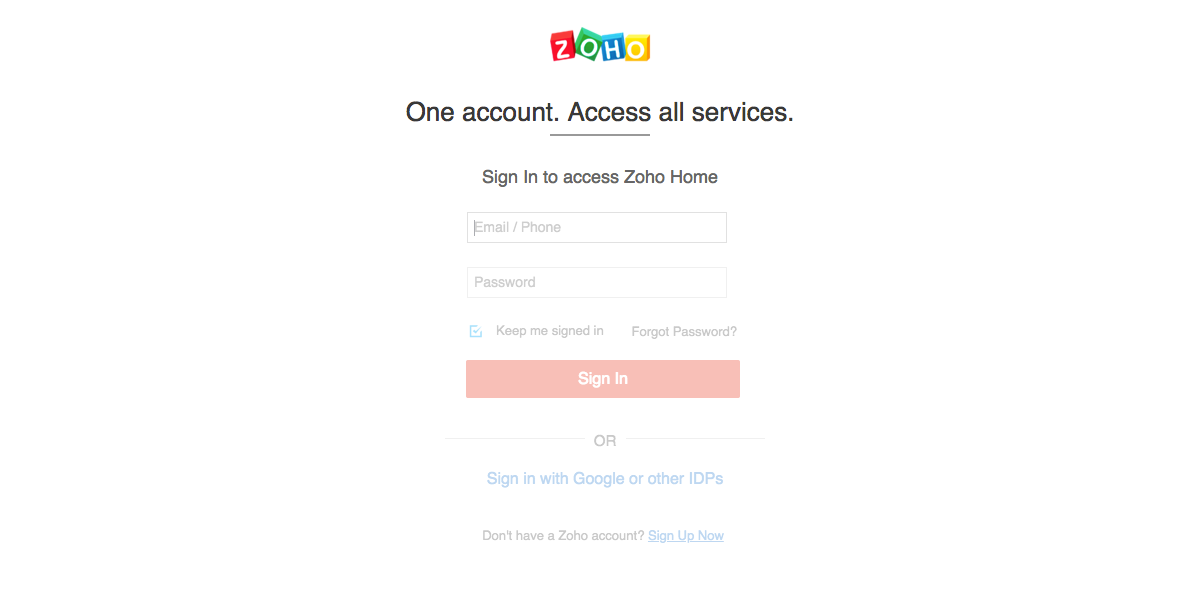 ZOHO
One account. Access all services.
Sign In to access Zoho Home
Email / Phone
Password
Keep me signed in Forgot Password?
Sign In
OR
Sign in with Google or other IDPs
Don't have a Zoho account? Sign Up Now